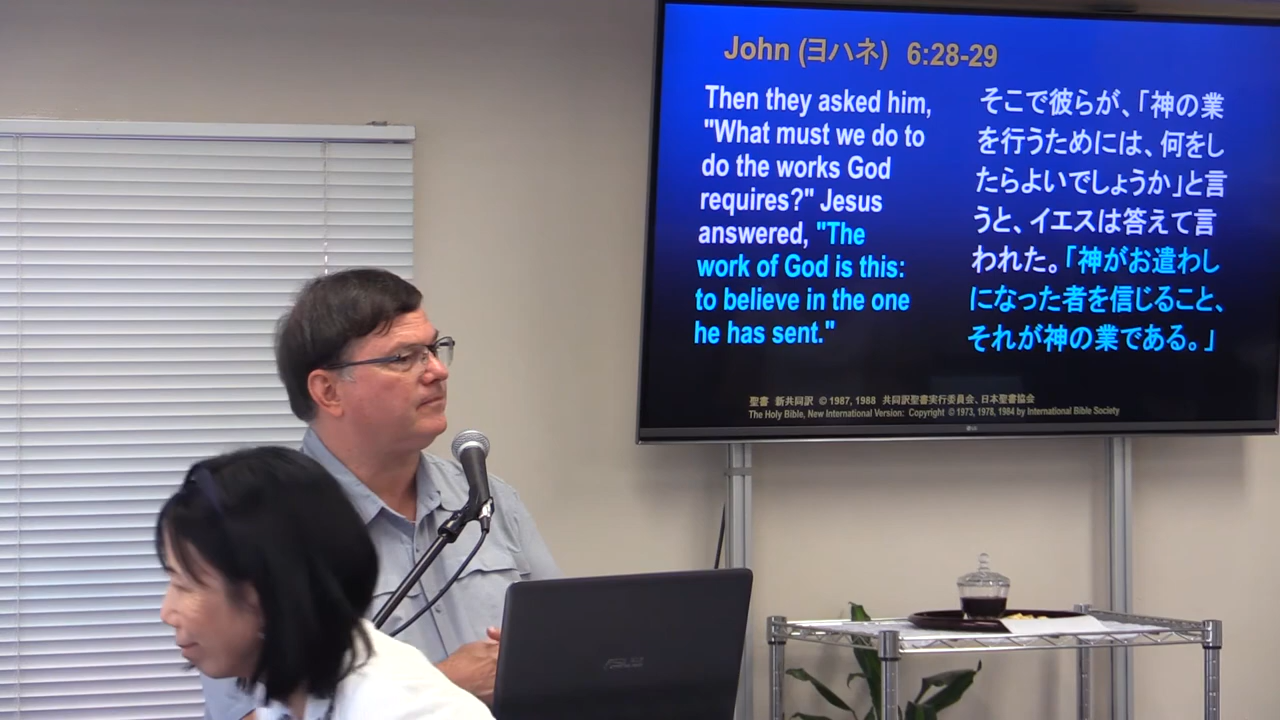 John (ヨハネ) 6:28-29
Then they asked him,
"What must we do to
do the works God
requires?" Jesus
answered, "The
work of God is this:
to believe in the one
he has sent."
そこで彼らが、「神の業
を行うためには、何をし
たらよいでしょうか」と言
うと、イエスは答えて言
われた。「神がお遣わし
になった者を信じること、
それが神の業である。」
聖書 新共同訳 © 1987, 1988 共同訳聖書実行委員会、日本聖書協会
The Holy Bible, New International Version: Copyright © 1973, 1978, 1984 by International Bible Society
LG
ASUS